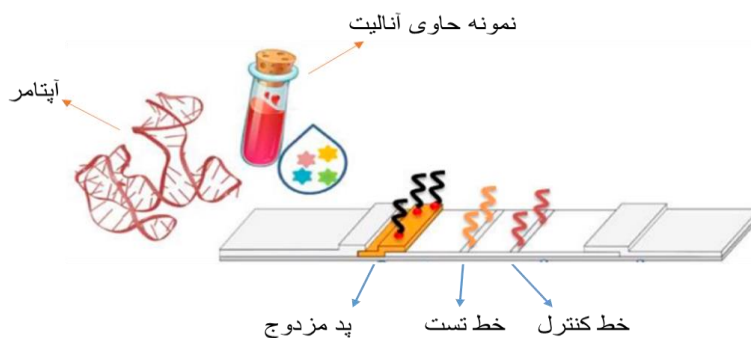 نمونه حاوی آنالیت
آپتامر
خط کنترل
خط تست
پد مزدوج